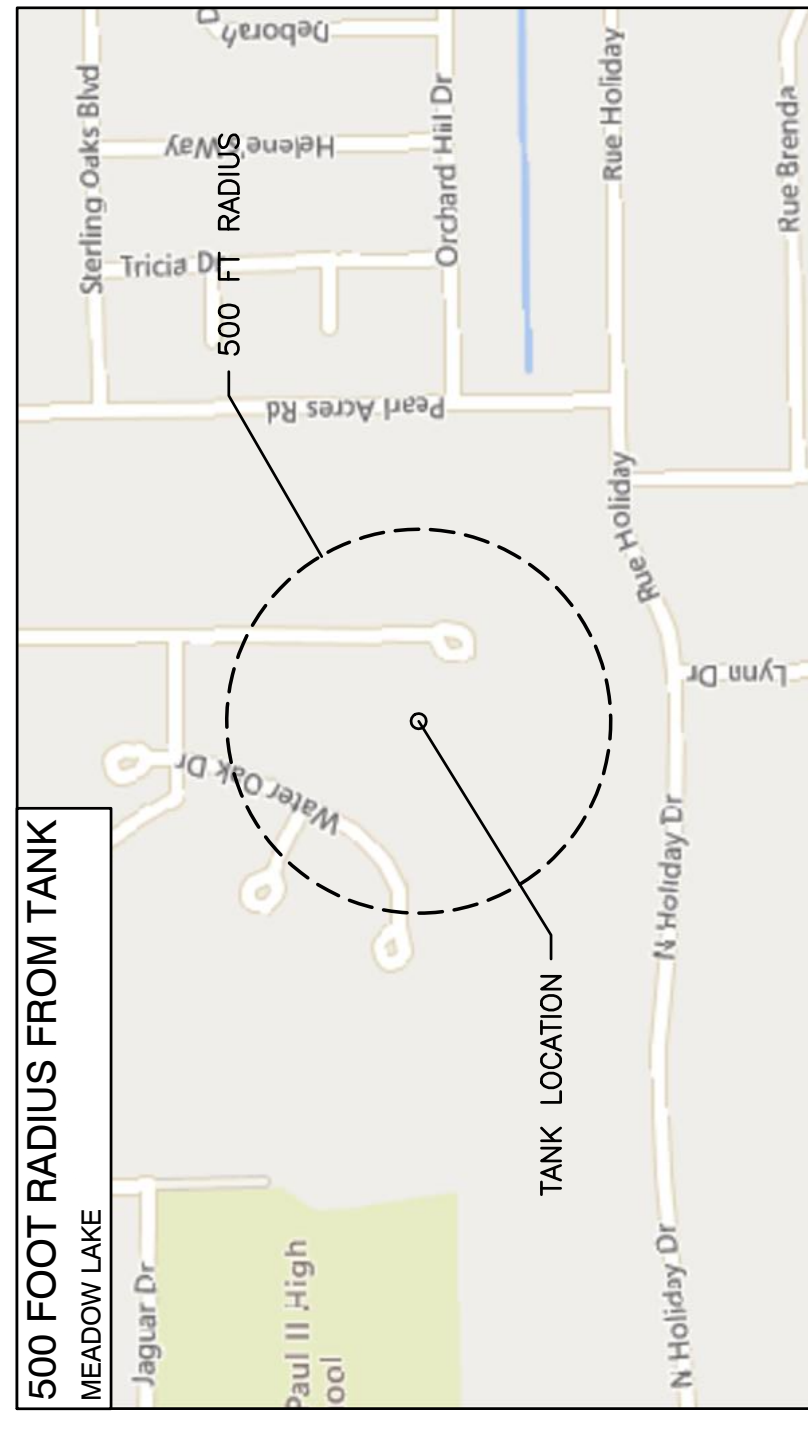 500 FOOT RADIUS FROM TANK
MEADOW LAKE
Jaguar Dr
Paul II High
ool
Water Oak Dr
TANK LOCATION
500 FT RADIUS
Sterling Oaks Blvd
Tricia Dr
Helene's Way
Deborah
D
Pearl Acres Rd
Orchard Hill Dr
Rue Holiday
Rue Holiday
Rue Brenda
Lynn Dr
N Holiday Dr
N Holiday Dr